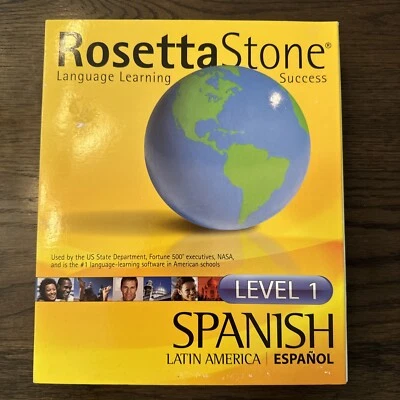 RosettaStone®
Language Learning Success
Used by the US State Department, Fortune 500® executives, NASA,
and is the #1 language-learning software in American schools
LEVEL 1
SPANISH
LATIN AMERICA | ESPAÑOL